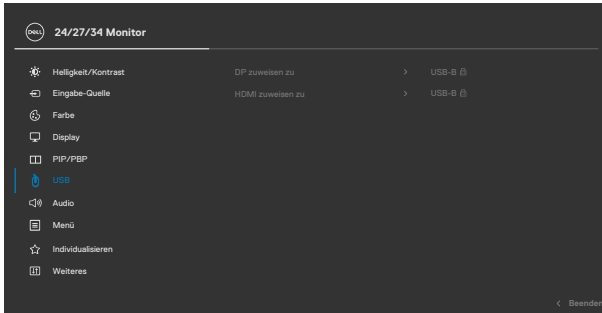 DELL
24/27/34 Monitor
Helligkeit/Kontrast
DP zuweisen zu > USB-B
Eingabe-Quelle
HDMI zuweisen zu > USB-B
Farbe
Display
PIP/PBP
USB
Audio
Menü
Individualisieren
Weiteres
< Beenden